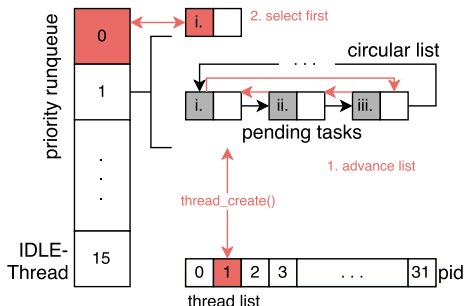 priority runqueue
0
1
.
.
.
15
IDLE-
Thread
i.
2. select first
circular list
. . .
i.
ii.
iii.
pending tasks
1. advance list
thread_create()
0 1 2 3 . . . 31 pid
thread list